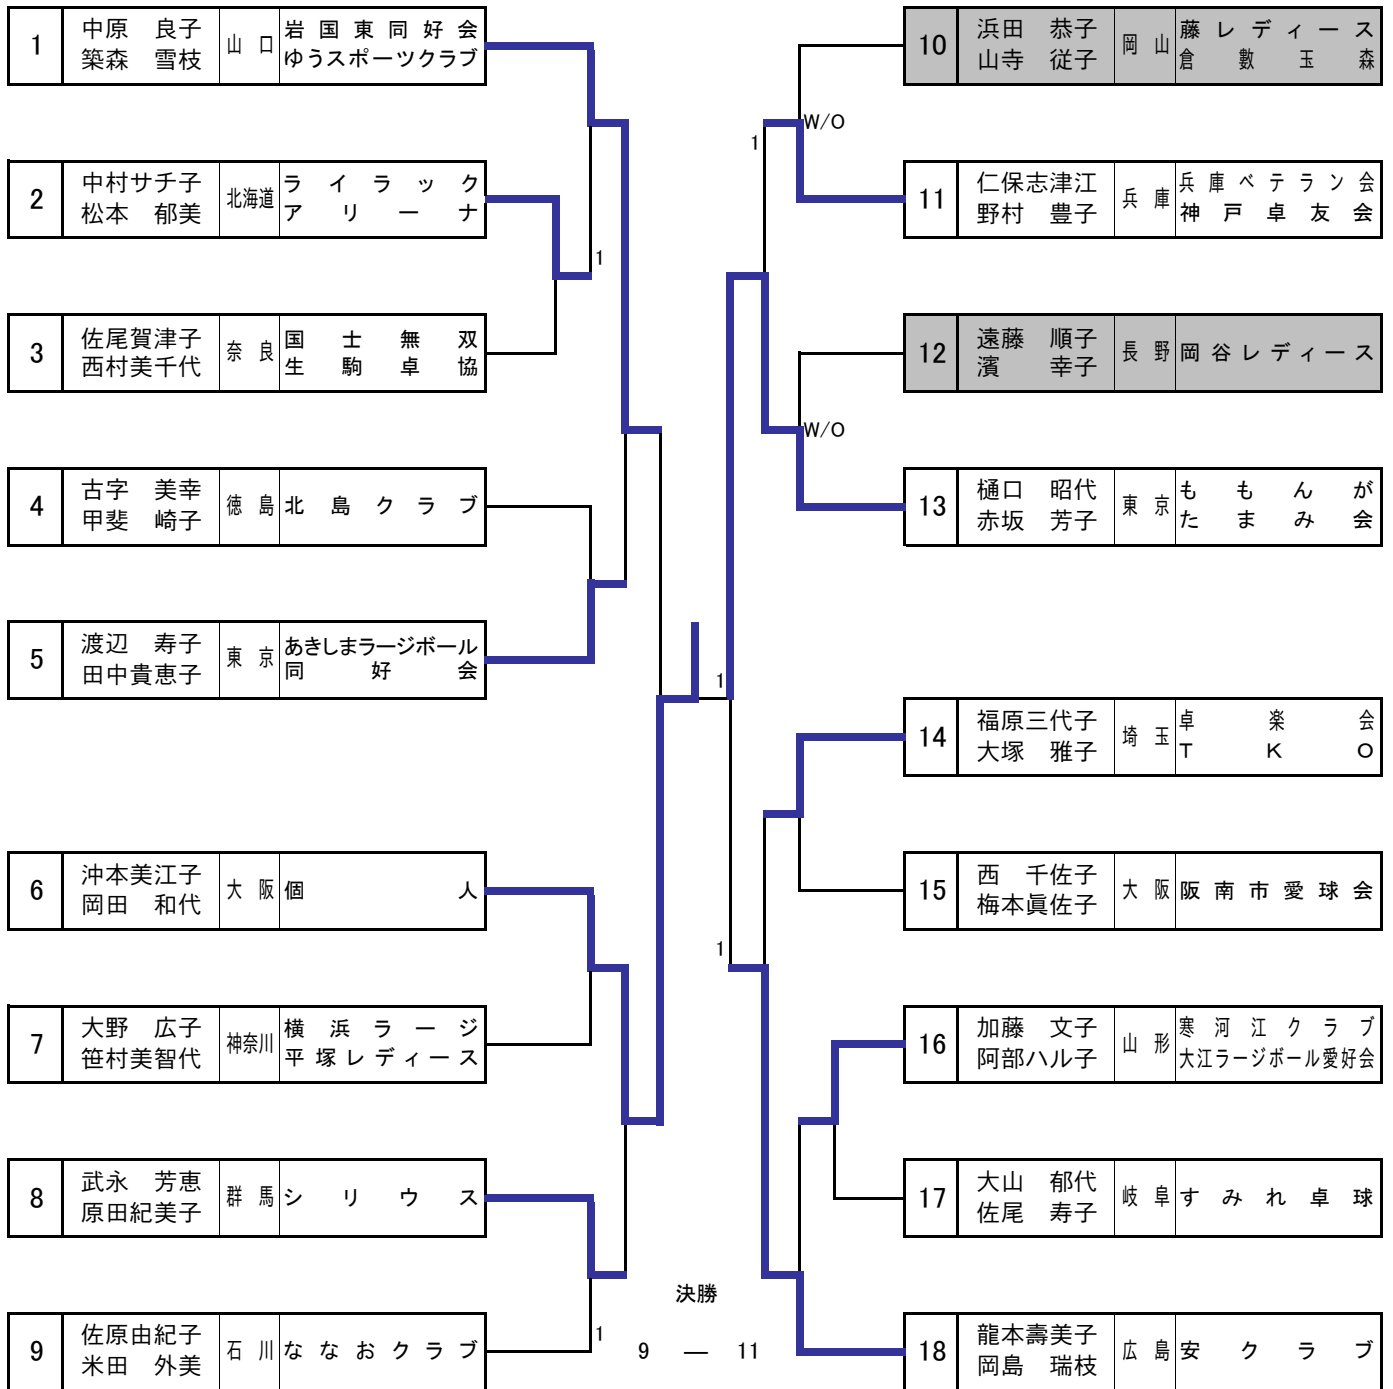 1 中原 良子 山口 岩国東同好会
築森 雪枝 ゆうスポーツクラブ
2 中村サチ子 北海道 ライラック
松本 郁美 アリーナ
1
3 佐尾賀津子 奈良 国士無双
西村美千代 生駒卓協
4 古字 美幸 徳島 北島クラブ
甲斐 崎子
5 渡辺 寿子 東京 あきしまラージボール
田中貴恵子 同好会
6 沖本美江子 大阪 個人
岡田 和代
7 大野 広子 神奈川 横浜ラージ
笹村美智代 平塚レディース
8 武永 芳恵 群馬 シリウス
原田紀美子
1
9 佐原由紀子 石川 ななおクラブ
米田 外美
10 浜田 恭子 岡山 藤レディース
山寺 従子 倉敷玉森
W/O
1
11 仁保志津江 兵庫 兵庫ベテラン会
野村 豊子 神戸卓友会
12 遠藤 順子 長野 岡谷レディース
濱 幸子
W/O
13 樋口 昭代 東京 ももんが
赤坂 芳子 たまみ会
1
14 福原三代子 埼玉 卓楽会
大塚 雅子 TKO
15 西 千佐子 大阪 阪南市愛球会
梅本眞佐子
1
16 加藤 文子 山形 寒河江クラブ
阿部ハル子 大江ラージボール愛好会
17 大山 郁代 岐阜 すみれ卓球
佐尾 寿子
18 龍本壽美子 広島 安クラブ
岡島 瑞枝
決勝
9 — 11